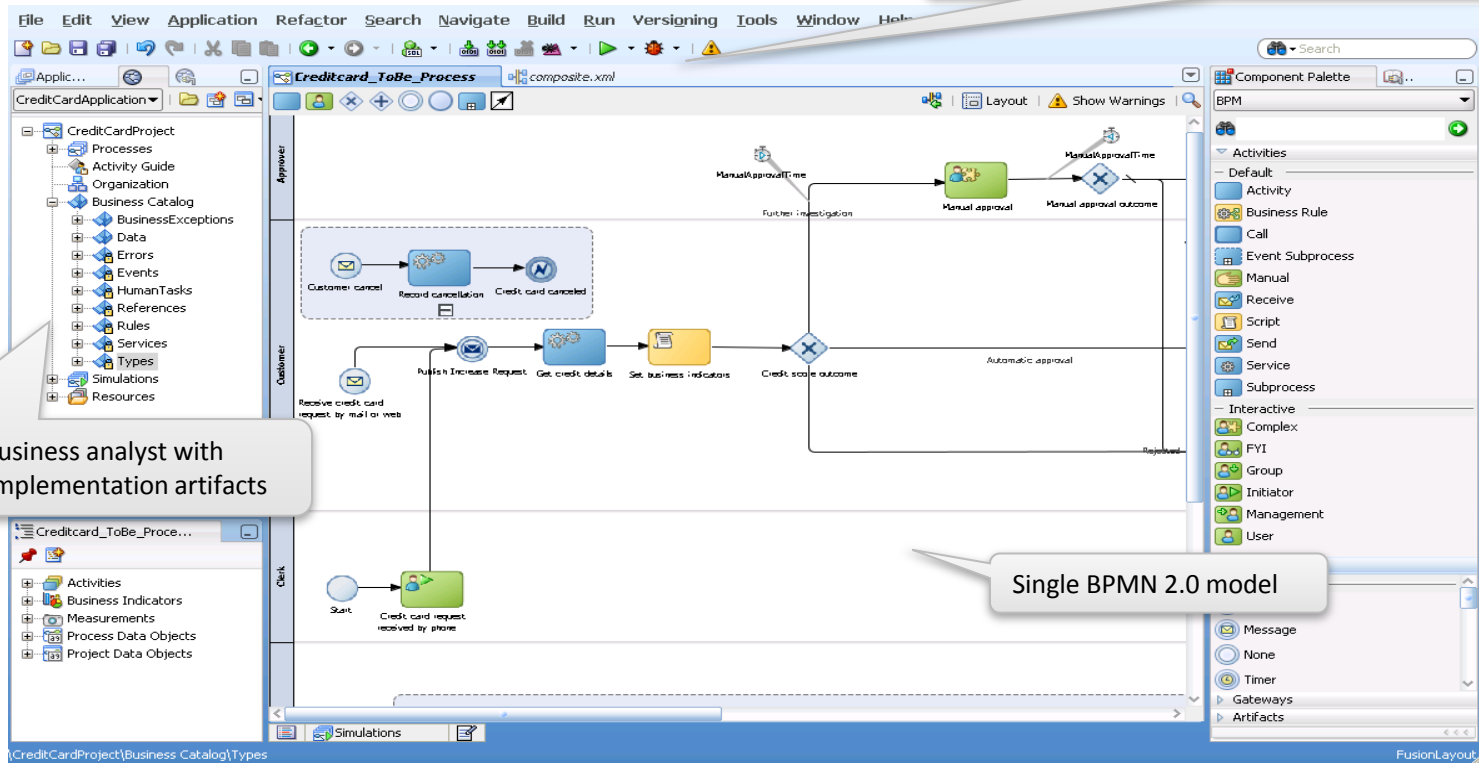 File Edit View Application Refactor Search Navigate Build Run Versioning Tools Window Help
Search
Applic...
CreditCardApplication
CreditCardProject
Processes
Activity Guide
Organization
Business Catalog
BusinessExceptions
Data
Errors
Events
HumanTasks
References
Rules
Services
Types
Simulations
Resources
usiness analyst with
mplementation artifacts
Creditcard_ToBe_Proce...
Activities
Business Indicators
Measurements
Process Data Objects
Project Data Objects
Creditcard_ToBe_Process
composite.xml
Layout
Show Warnings
Approver
ManualApprovalTime
ManualApprovalTime
Further investigation
Manual approval
Manual approval outcome
Customer
Customer cancel
Record cancellation
Credit card canceled
Publish Increase Request
Get credit details
Set business indicators
Credit score outcome
Automatic approval
Receive credit card
request by mail or web
Rejected
Clerk
Start
Credit card request
received by phone
Single BPMN 2.0 model
Simulations
Component Palette
BPM
Activities
Default
Activity
Business Rule
Call
Event Subprocess
Manual
Receive
Script
Send
Service
Subprocess
Interactive
Complex
FYI
Group
Initiator
Management
User
Message
None
Timer
Gateways
Artifacts
\CreditCardProject\Business Catalog\Types
FusionLayout